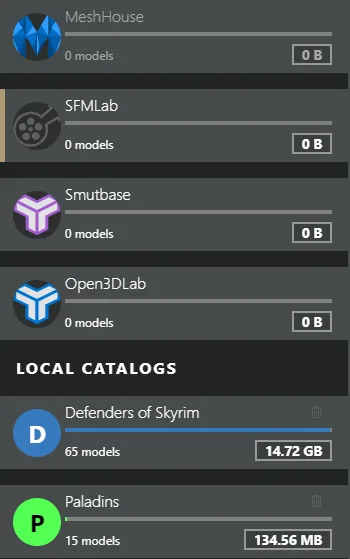 MeshHouse
0 models
0 B
SFMLab
0 models
0 B
Smutbase
0 models
0 B
Open3DLab
0 models
0 B
LOCAL CATALOGS
D
Defenders of Skyrim
65 models
14.72 GB
P
Paladins
15 models
134.56 MB